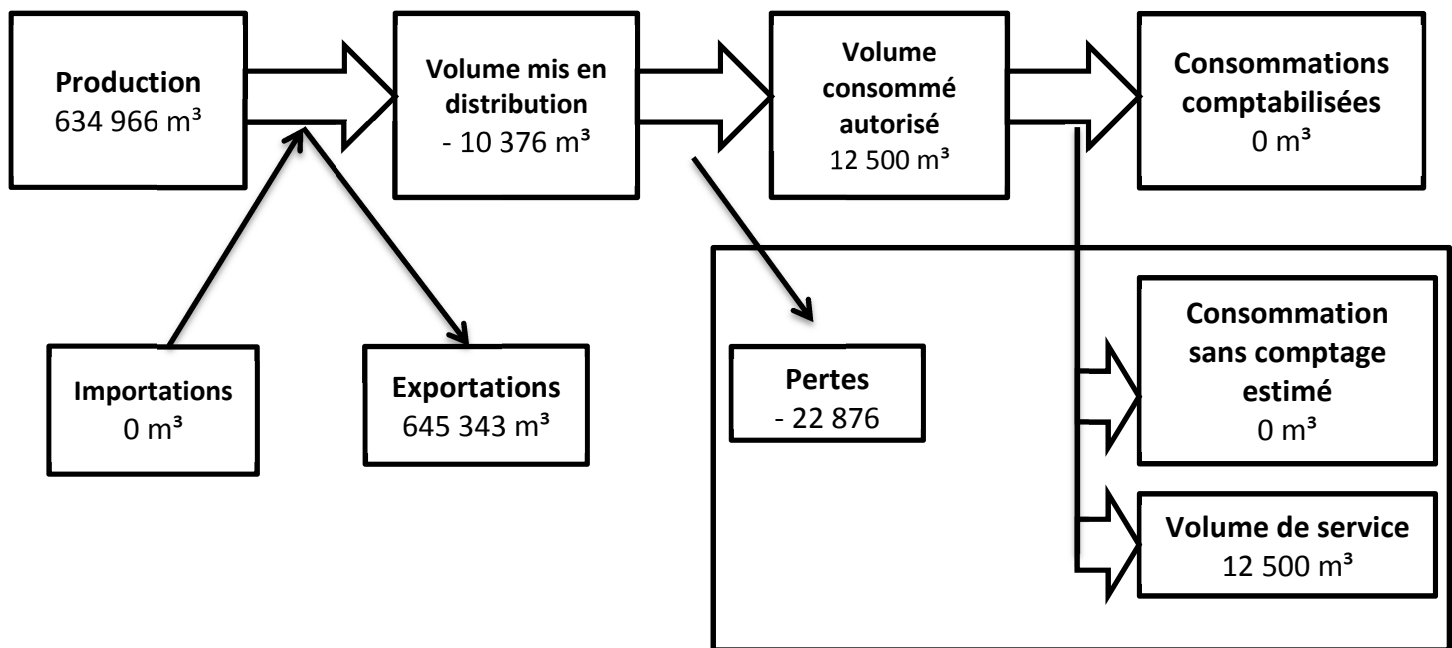 Production
634 966 m³
Volume mis en
distribution
- 10 376 m³
Volume
consommé
autorisé
12 500 m³
Consommations
comptabilisées
0 m³
Importations
0 m³
Exportations
645 343 m³
Pertes
- 22 876
Consommation
sans comptage
estimé
0 m³
Volume de service
12 500 m³